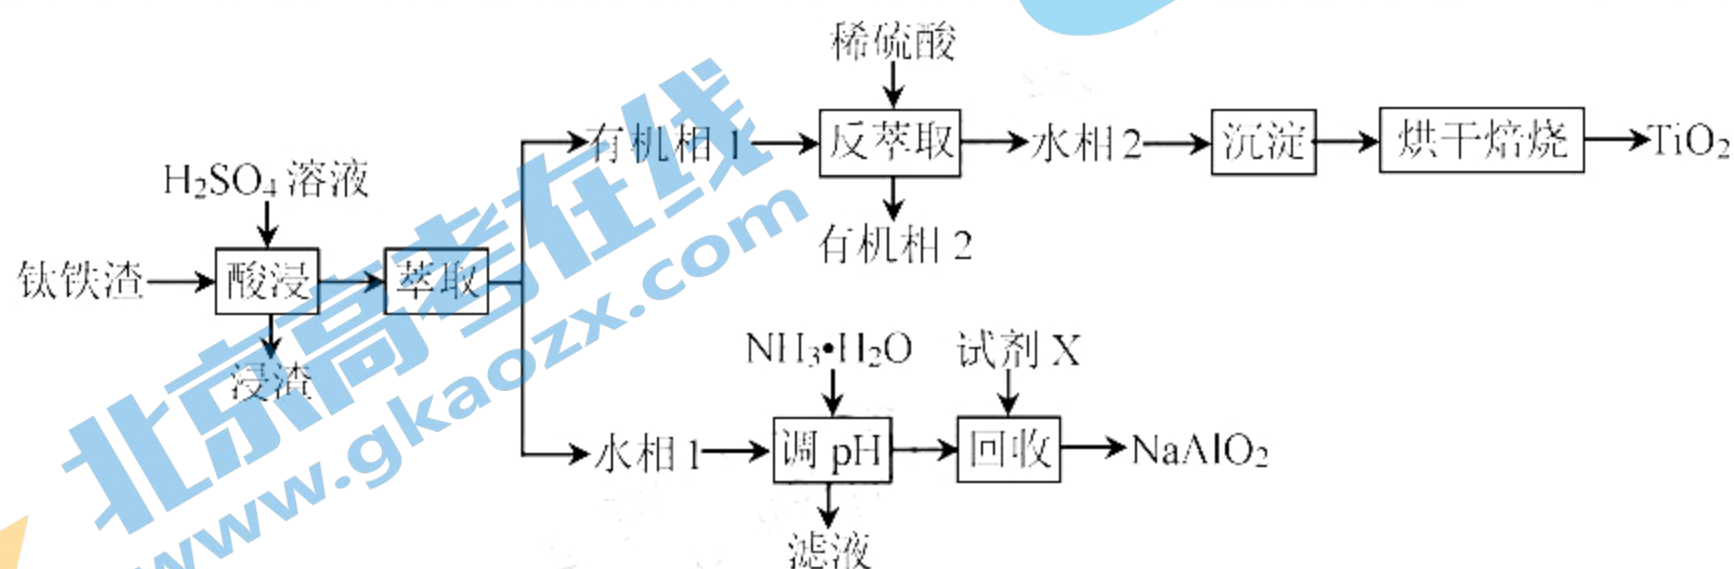 稀硫酸
有机相1
反萃取
水相2
沉淀
烘干焙烧
TiO₂
H₂SO₄溶液
有机相2
钛铁渣
酸浸
萃取
浸渣
NH₃•H₂O
试剂X
水相1
调pH
回收
NaAlO₂
滤液
北京高考在线
www.gkaozx.com